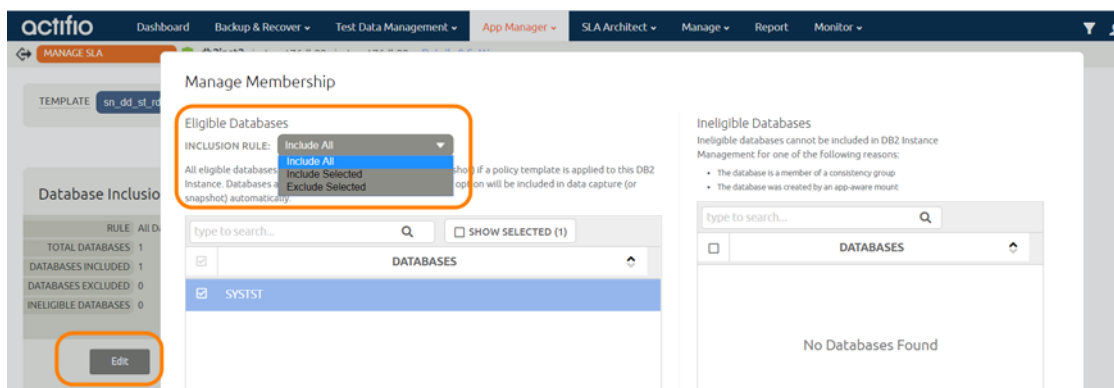 actifio Dashboard Backup & Recover Test Data Management App Manager SLA Architect Manage Report Monitor
MANAGE SLA
Manage Membership
TEMPLATE sn_dd_st_rd
Eligible Databases
INCLUSION RULE: Include All
Include All
Include Selected
Exclude Selected
All eligible databases if a policy template is applied to this DB2
Instance. Databases option will be included in data capture (or
snapshot) automatically.
Ineligible Databases
Ineligible databases cannot be included in DB2 Instance
Management for one of the following reasons:
• The database is a member of a consistency group
• The database was created by an app-aware mount
Database Inclusio
RULE All Da
TOTAL DATABASES 1
DATABASES INCLUDED 1
DATABASES EXCLUDED 0
INELIGIBLE DATABASES 0
Edit
type to search... SHOW SELECTED (1)
DATABASES
SYSTST
type to search...
DATABASES
No Databases Found